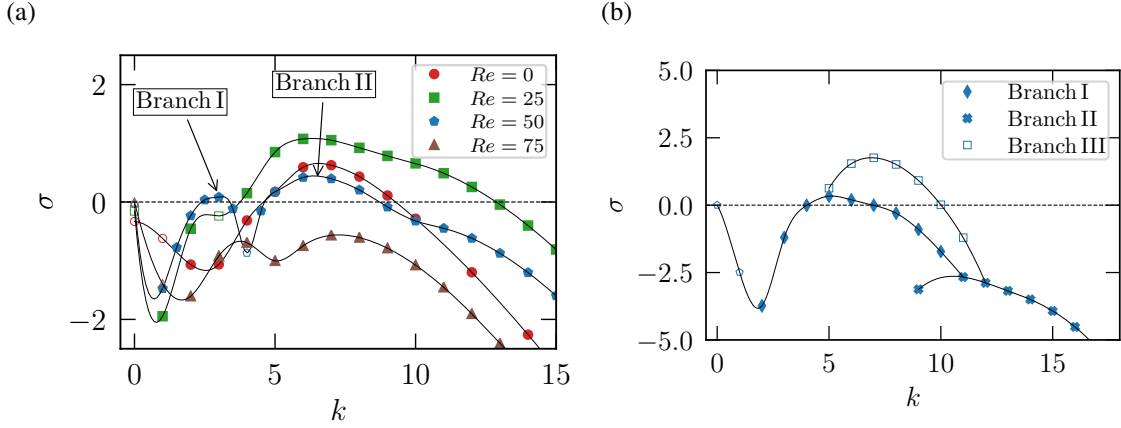 (a)
(b)
σ
2
0
−2
0
5
10
15
k
Branch I
Branch II
Re = 0
Re = 25
Re = 50
Re = 75
σ
5.0
2.5
0.0
−2.5
−5.0
0
5
10
15
k
Branch I
Branch II
Branch III